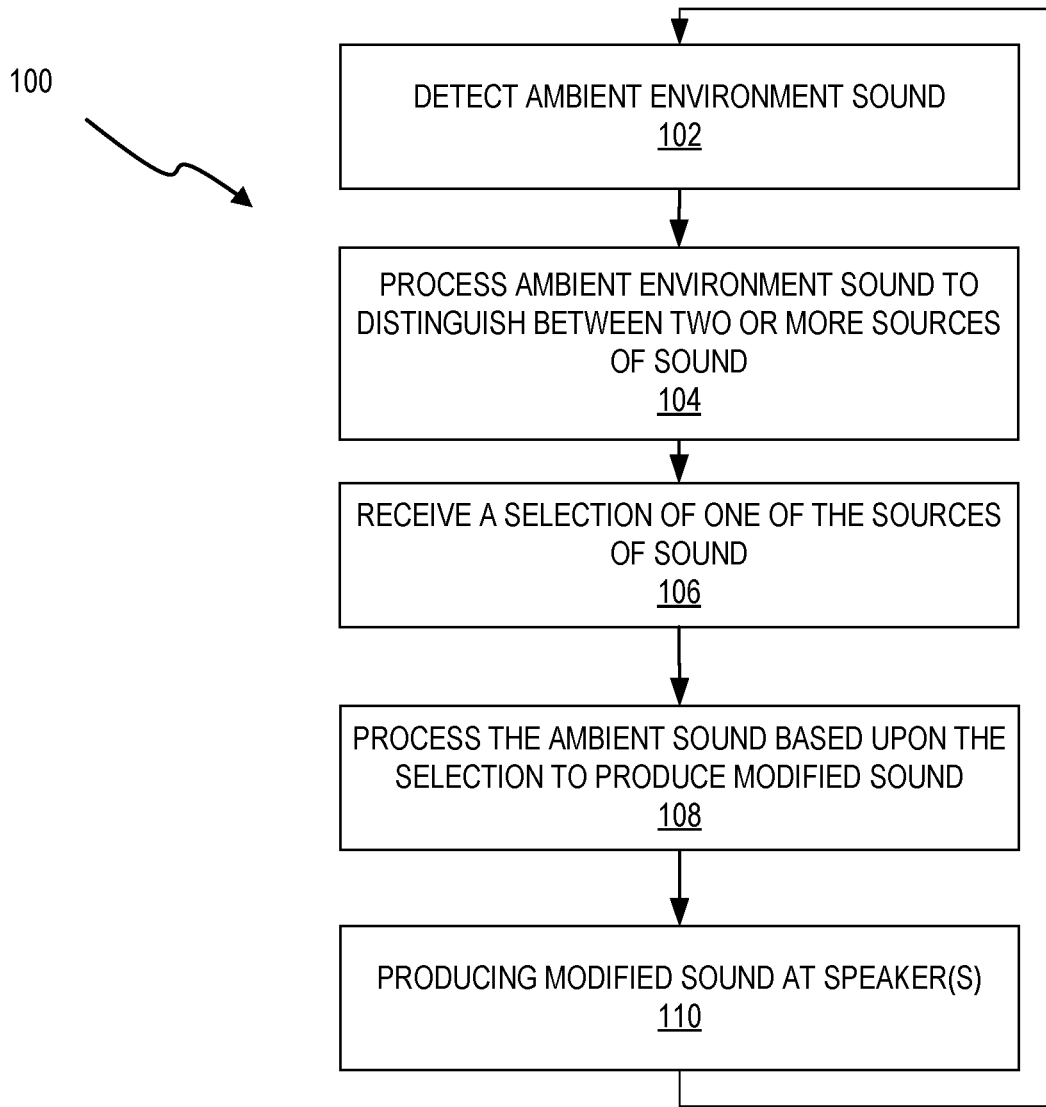 100
DETECT AMBIENT ENVIRONMENT SOUND
102
PROCESS AMBIENT ENVIRONMENT SOUND TO
DISTINGUISH BETWEEN TWO OR MORE SOURCES
OF SOUND
104
RECEIVE A SELECTION OF ONE OF THE SOURCES
OF SOUND
106
PROCESS THE AMBIENT SOUND BASED UPON THE
SELECTION TO PRODUCE MODIFIED SOUND
108
PRODUCING MODIFIED SOUND AT SPEAKER(S)
110